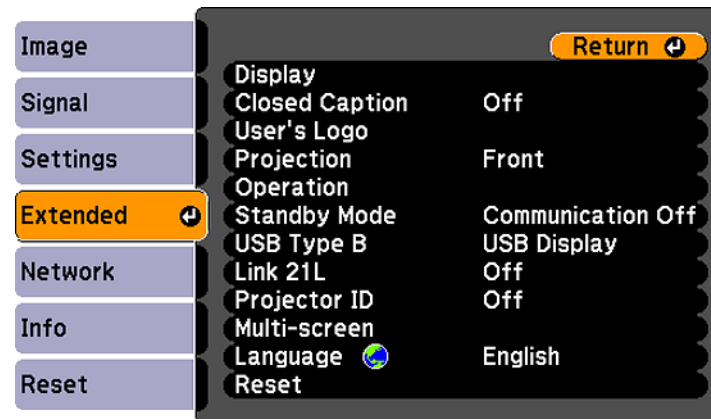 Image
Signal
Settings
Extended
Network
Info
Reset
Return
Display
Closed Caption Off
User's Logo
Projection Front
Operation
Standby Mode Communication Off
USB Type B USB Display
Link 21L Off
Projector ID Off
Multi-screen
Language English
Reset